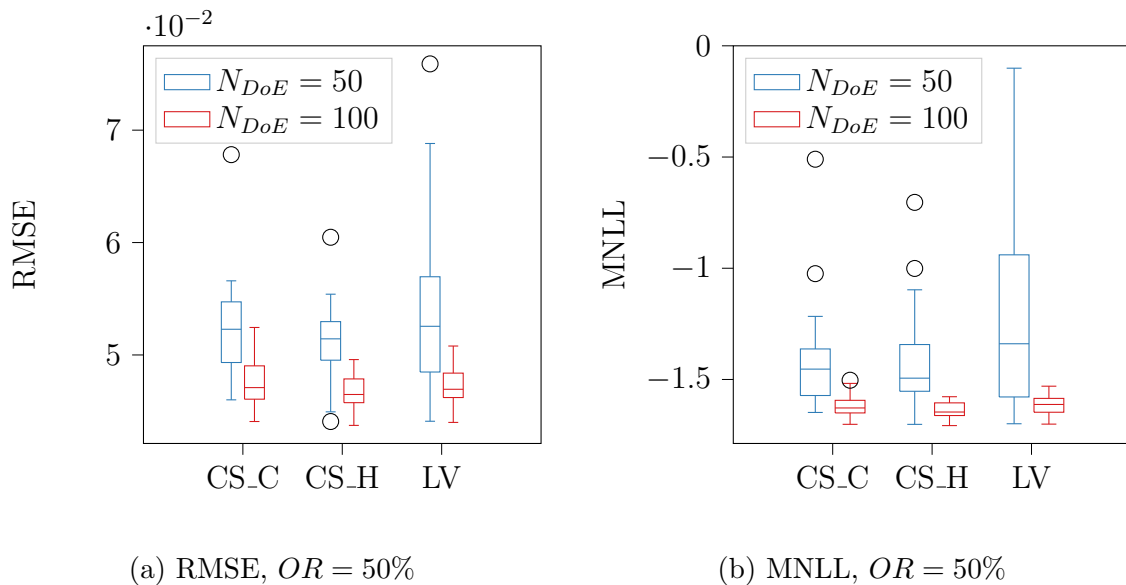 ·10−2
7
6
5
RMSE
N_DoE = 50
N_DoE = 100
CS_C CS_H LV
(a) RMSE, OR = 50%
0
−0.5
−1
−1.5
MNLL
N_DoE = 50
N_DoE = 100
CS_C CS_H LV
(b) MNLL, OR = 50%